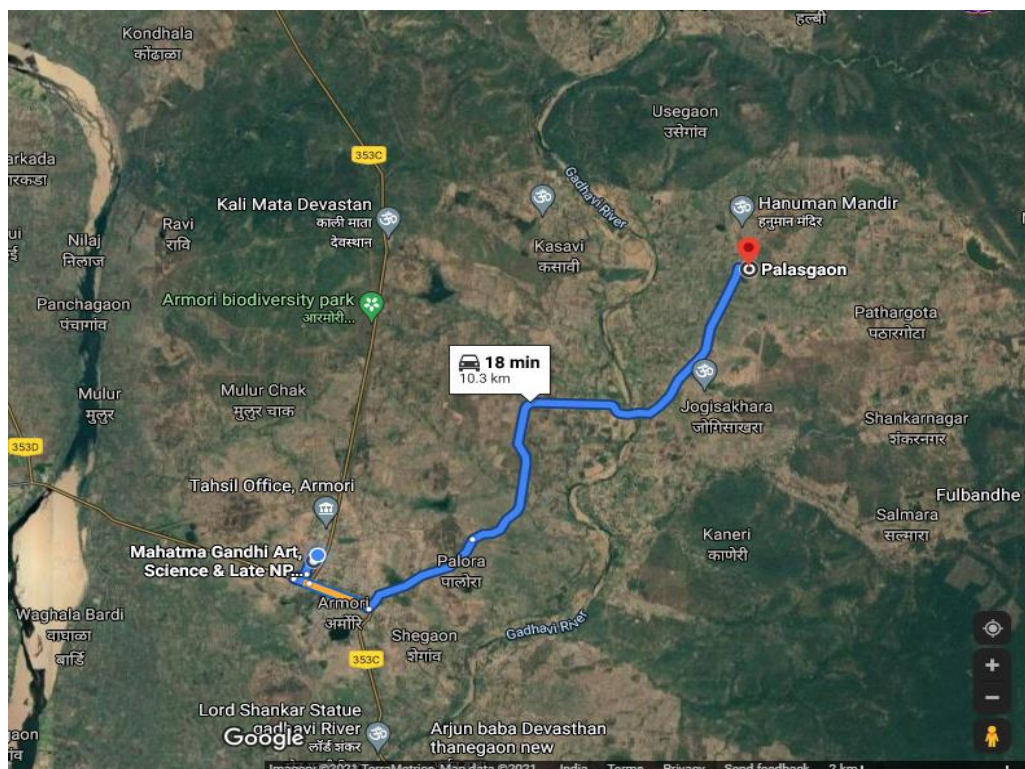 Kondhala
कोंढाळा
हल्बी
Usegaon
उसेगांव
353C
Gadhavi River
Kali Mata Devastan
काली माता
देवस्थान
Hanuman Mandir
हनुमान मंदिर
Ravi
रावि
Nilaj
निलाज
Kasavi
कसावी
Palasgaon
Armori biodiversity park
आरमोरी...
Panchagaon
पंचागांव
Pathargota
पठारगोटा
18 min
10.3 km
Mulur
मुलुर
Mulur Chak
मुलुर चाक
Jogisakhara
जोगिसाखरा
Shankarnagar
शंकरनगर
353D
Tahsil Office, Armori
Fulbandhe
Salmara
सल्मारा
Kaneri
काणेरी
Mahatma Gandhi Art,
Science & Late NP...
Palora
पालोरा
Armori
अर्मोरि
Waghala Bardi
वाघाळा
बार्डि
Shegaon
शेगांव
Gadhavi River
353C
Lord Shankar Statue
gadhavi River
लॉर्ड शंकर
Google
Arjun baba Devasthan
thanegaon new
Imagery ©2021 TerraMetrics, Map data ©2021 India Terms Privacy Send feedback 2 km